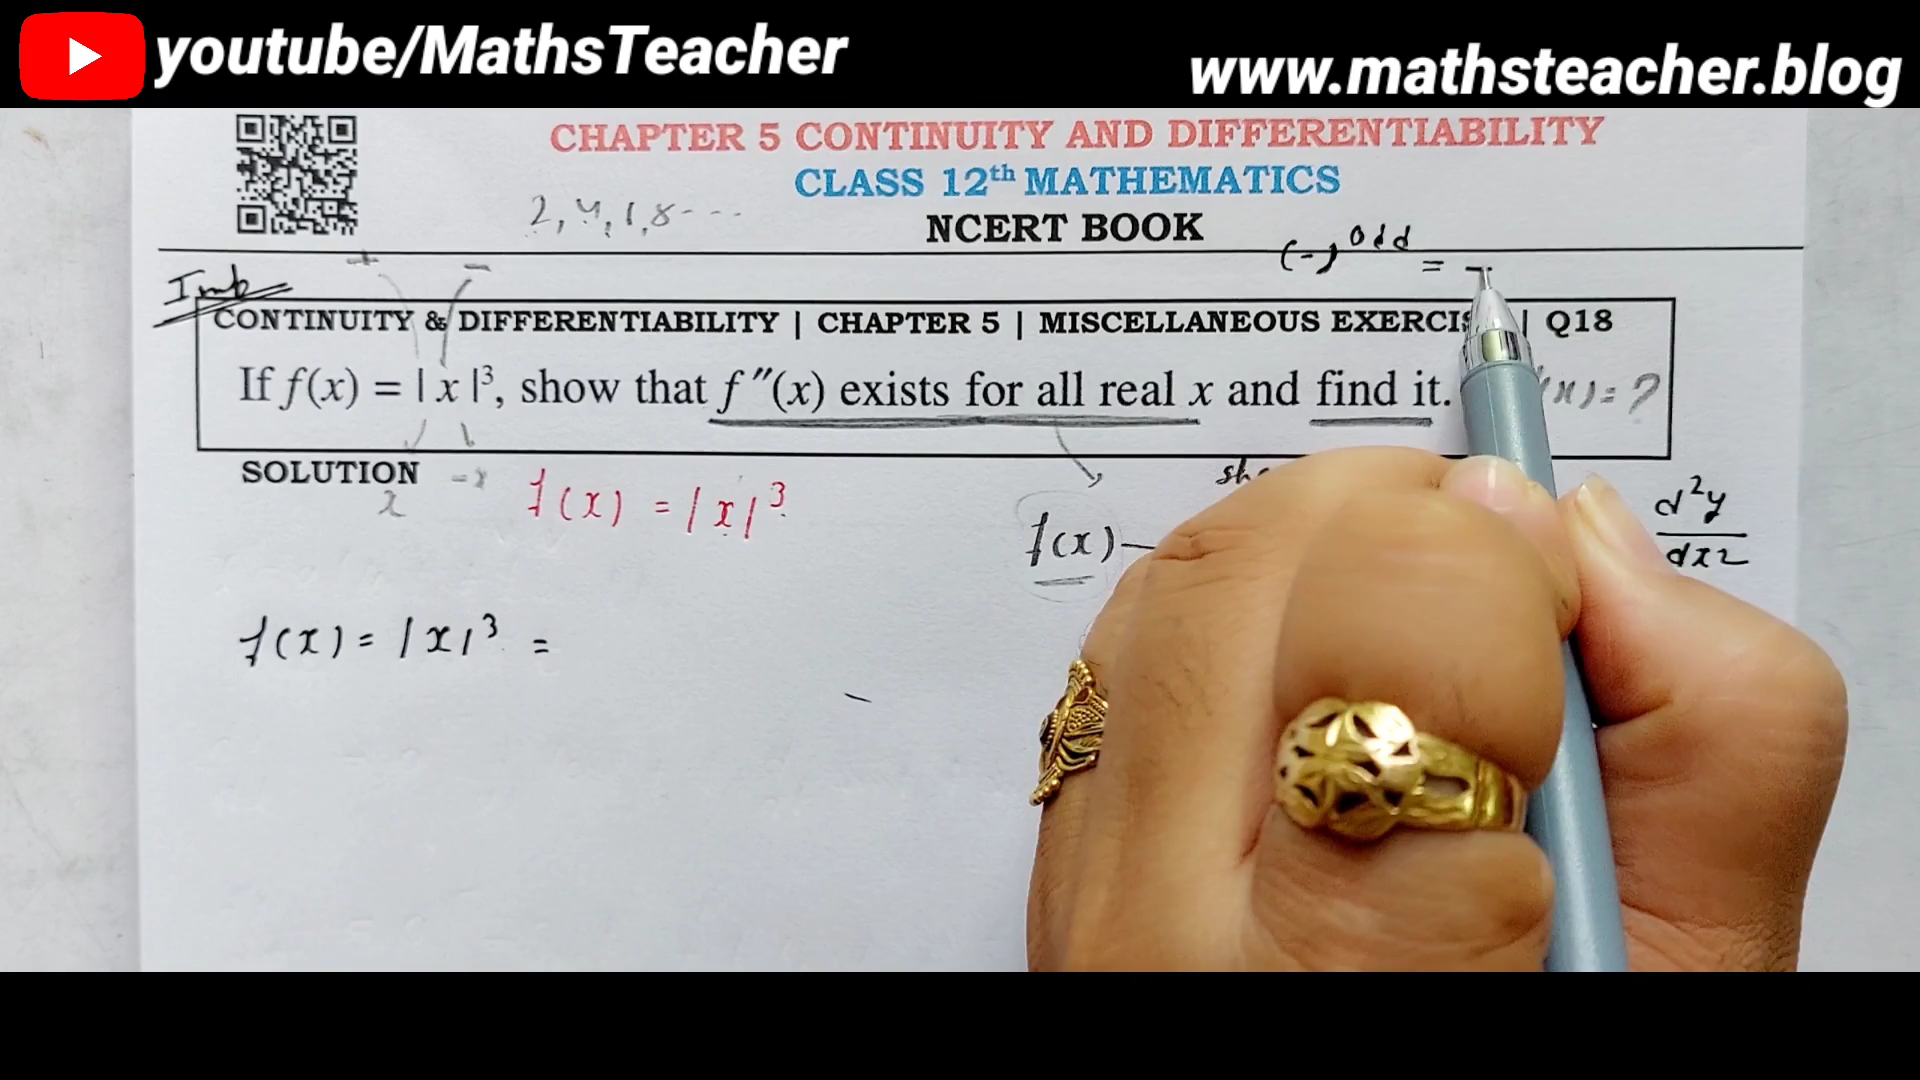 youtube/MathsTeacher
www.mathsteacher.blog
CHAPTER 5 CONTINUITY AND DIFFERENTIABILITY
CLASS 12th MATHEMATICS
2, 4, 1, 8---
NCERT BOOK
(-)^Odd = -
+ -
Imp
CONTINUITY & DIFFERENTIABILITY | CHAPTER 5 | MISCELLANEOUS EXERCIS | Q18
If f(x) = | x |³, show that f″(x) exists for all real x and find it.
(x) = ?
SOLUTION
x
-x
f(x) = |x|³
sh
f(x)
d²y
dx2
f(x) = |x|³ =